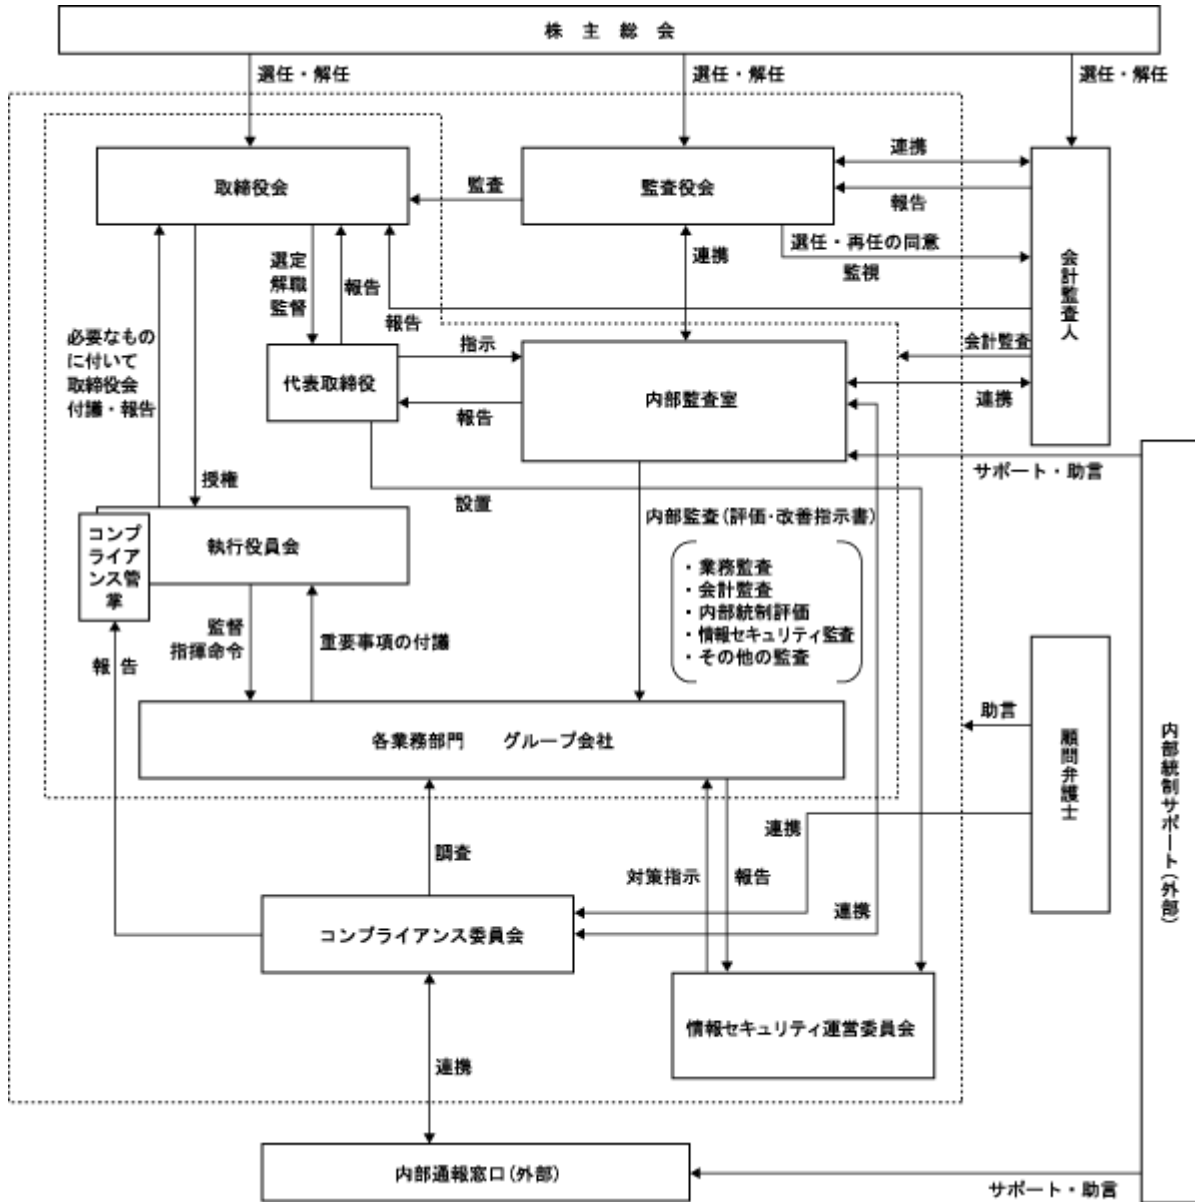 株主総会
選任・解任
選任・解任
選任・解任
取締役会
監査
監査役会
連携
報告
選任・再任の同意
監視
会計監査人
選定
解職
監督
報告
報告
連携
必要なもの
に付いて
取締役会
付議・報告
代表取締役
指示
報告
内部監査室
会計監査
連携
サポート・助言
授権
設置
コンプ
ライア
ンス管
掌
執行役員会
内部監査(評価・改善指示書)
・業務監査
・会計監査
・内部統制評価
・情報セキュリティ監査
・その他の監査
監督
指揮命令
重要事項の付議
報告
各業務部門 グループ会社
助言
顧問弁護士
内部統制サポート(外部)
調査
対策指示
報告
連携
連携
コンプライアンス委員会
情報セキュリティ運営委員会
連携
内部通報窓口(外部)
サポート・助言